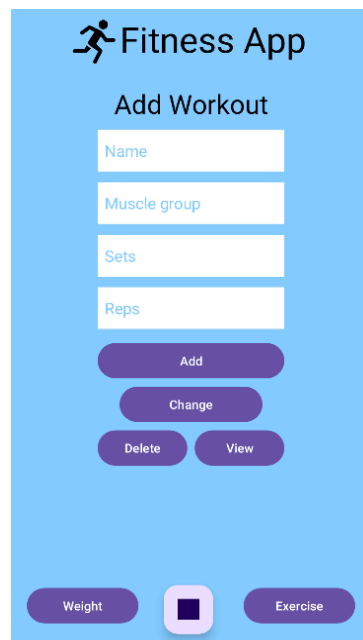 Fitness App
Add Workout
Name
Muscle group
Sets
Reps
Add
Change
Delete View
Weight Exercise